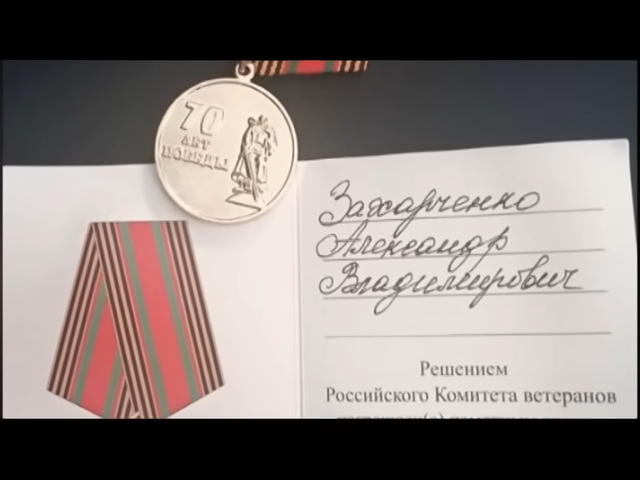 70
ЛЕТ
ПОБЕДЫ
Захарченко
Александр
Владимирович
Решением
Российского Комитета ветеранов